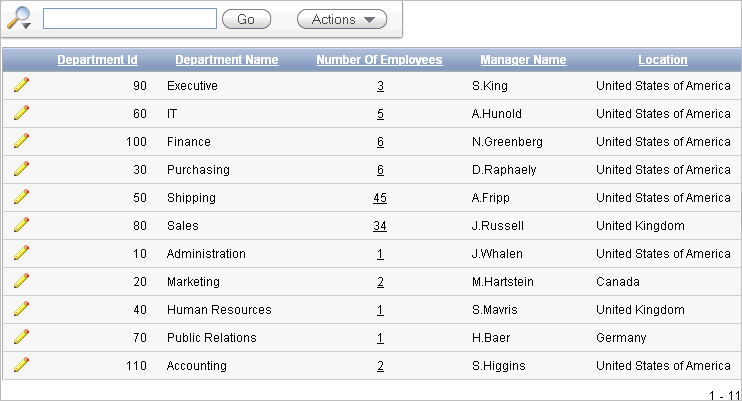 Go Actions
Department Id Department Name Number Of Employees Manager Name Location
90 Executive 3 S.King United States of America
60 IT 5 A.Hunold United States of America
100 Finance 6 N.Greenberg United States of America
30 Purchasing 6 D.Raphaely United States of America
50 Shipping 45 A.Fripp United States of America
80 Sales 34 J.Russell United Kingdom
10 Administration 1 J.Whalen United States of America
20 Marketing 2 M.Hartstein Canada
40 Human Resources 1 S.Mavris United Kingdom
70 Public Relations 1 H.Baer Germany
110 Accounting 2 S.Higgins United States of America
1 - 11